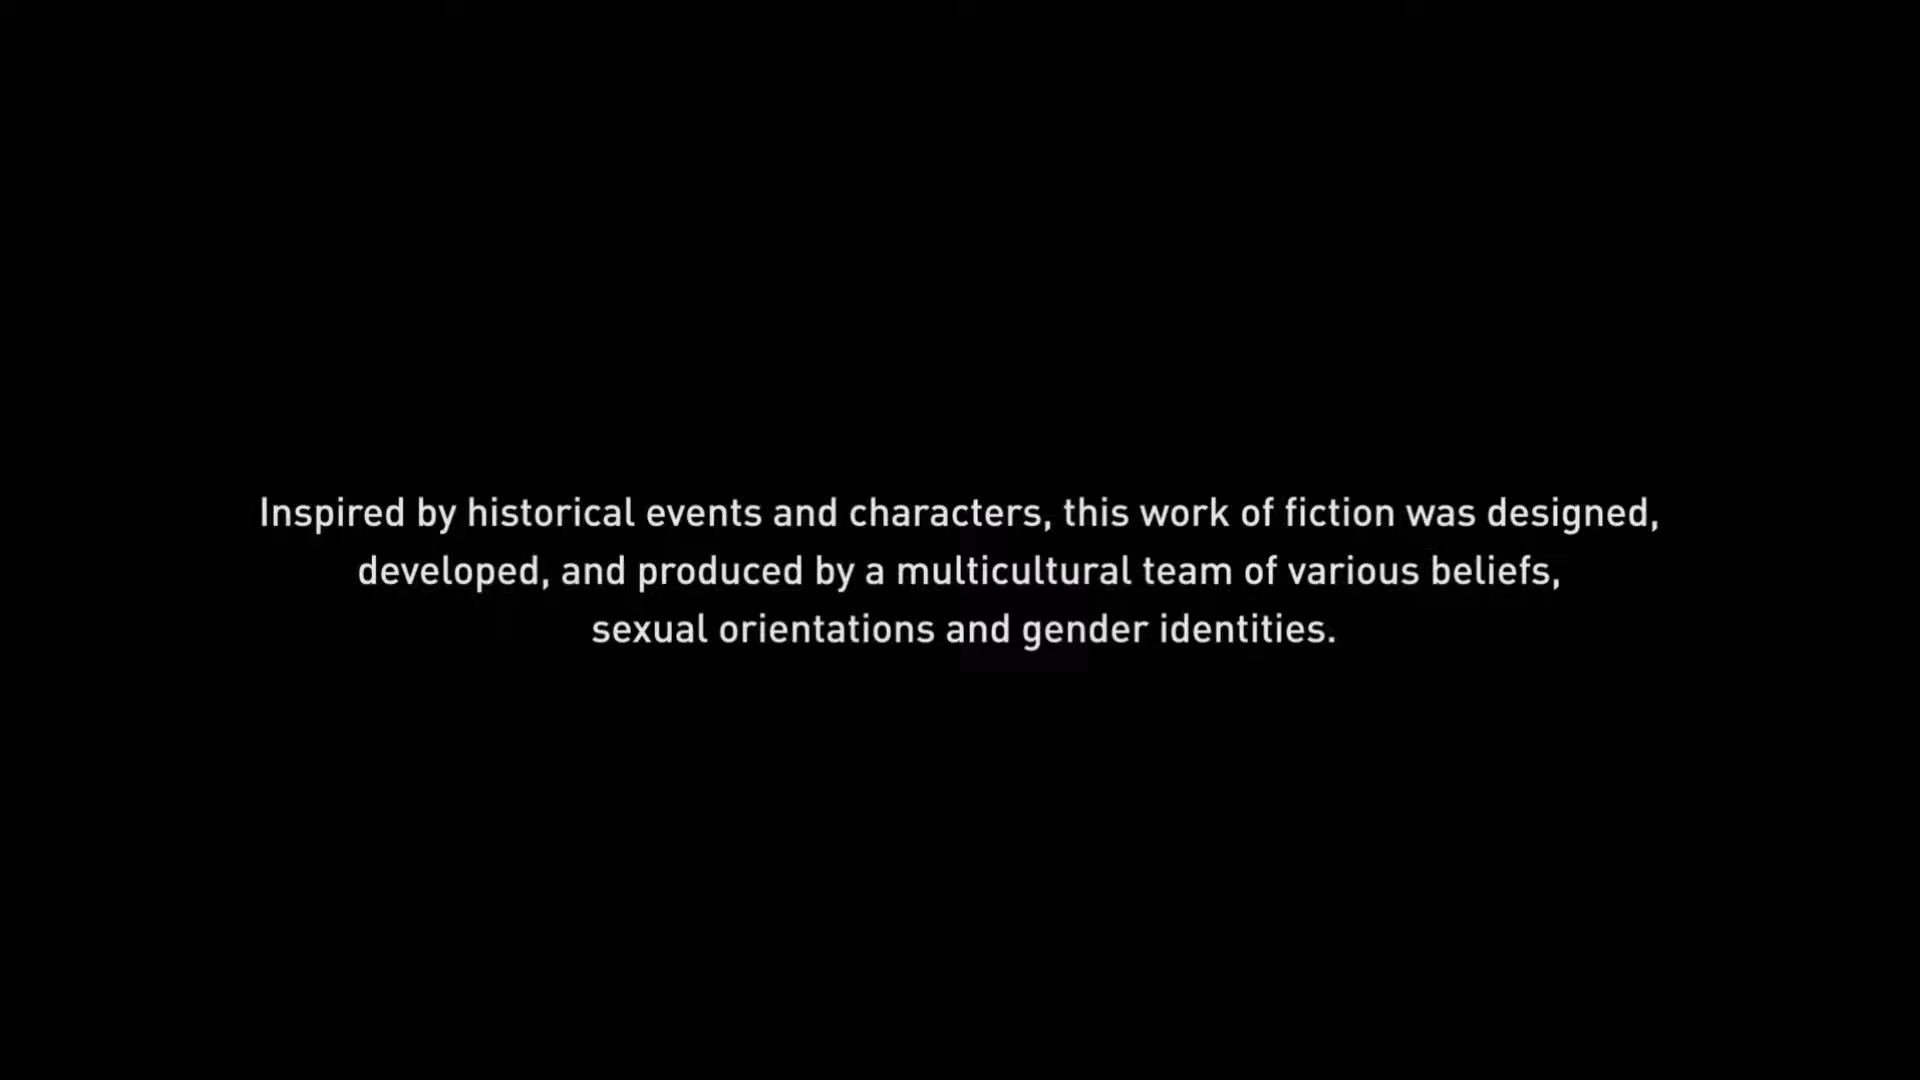 Inspired by historical events and characters, this work of fiction was designed,
developed, and produced by a multicultural team of various beliefs,
sexual orientations and gender identities.